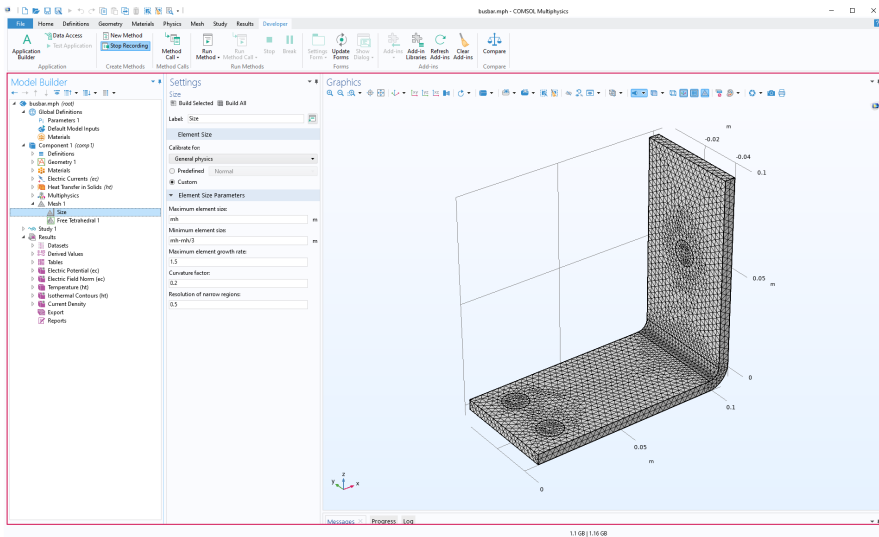 busbar.mph - COMSOL Multiphysics
File Home Definitions Geometry Materials Physics Mesh Study Results Developer
Application Builder
Data Access
Test Application
Application
New Method
Stop Recording
Create Methods
Method Call
Method Calls
Run Method
Run Method Call
Stop
Break
Run Methods
Settings Form
Update Forms
Show Dialog
Forms
Add-ins
Add-in Libraries
Refresh Add-ins
Clear Add-ins
Add-ins
Compare
Compare
Model Builder
busbar.mph (root)
Global Definitions
Parameters 1
Default Model Inputs
Materials
Component 1 (comp1)
Definitions
Geometry 1
Materials
Electric Currents (ec)
Heat Transfer in Solids (ht)
Multiphysics
Mesh 1
Size
Free Tetrahedral 1
Study 1
Results
Datasets
Derived Values
Tables
Electric Potential (ec)
Electric Field Norm (ec)
Temperature (ht)
Isothermal Contours (ht)
Current Density
Export
Reports
Settings
Size
Build Selected Build All
Label: Size
Element Size
Calibrate for:
General physics
Predefined Normal
Custom
Element Size Parameters
Maximum element size:
mh m
Minimum element size:
mh-mh/3 m
Maximum element growth rate:
1.5
Curvature factor:
0.2
Resolution of narrow regions:
0.5
Graphics
m
-0.02
-0.04
0.1
0.05
m
0
0.1
0.05
m
0
z
y x
Messages Progress Log
1.1 GB | 1.16 GB